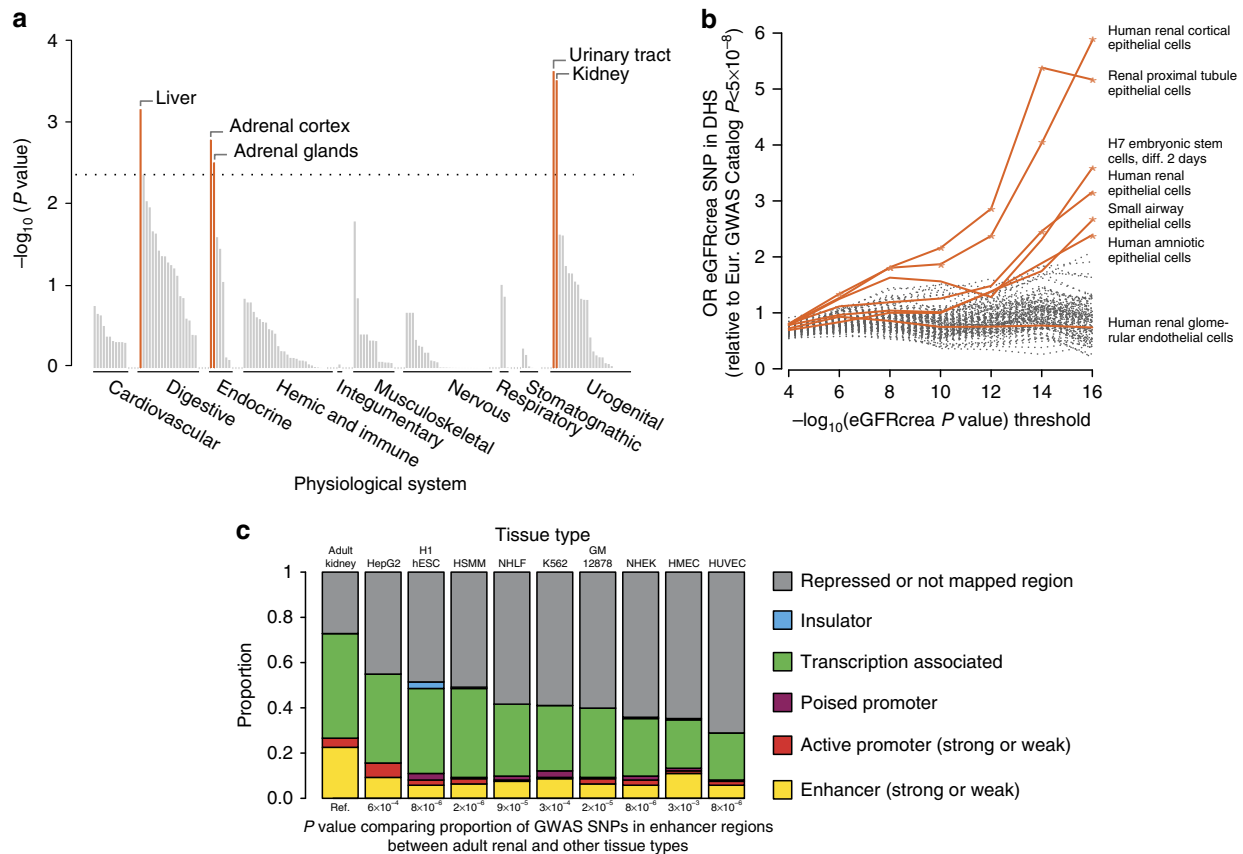 a
4
3
2
1
0
−log10 (P value)
Liver
Adrenal cortex
Adrenal glands
Urinary tract
Kidney
Cardiovascular
Digestive
Endocrine
Hemic and immune
Integumentary
Musculoskeletal
Nervous
Respiratory
Stomatognathic
Urogenital
Physiological system
b
OR eGFRcrea SNP in DHS
(relative to Eur. GWAS Catalog P<5×10−8)
6
5
4
3
2
1
0
4
6
8
10
12
14
16
−log10(eGFRcrea P value) threshold
Human renal cortical
epithelial cells
Renal proximal tubule
epithelial cells
H7 embryonic stem
cells, diff. 2 days
Human renal
epithelial cells
Small airway
epithelial cells
Human amniotic
epithelial cells
Human renal glome-
rular endothelial cells
c
Tissue type
Adult
kidney
HepG2
H1
hESC
HSMM
NHLF
K562
GM
12878
NHEK
HMEC
HUVEC
Proportion
1
0.8
0.6
0.4
0.2
0.0
Ref.
6×10−4
8×10−6
2×10−6
9×10−5
3×10−4
2×10−5
8×10−6
3×10−3
8×10−6
P value comparing proportion of GWAS SNPs in enhancer regions
between adult renal and other tissue types
Repressed or not mapped region
Insulator
Transcription associated
Poised promoter
Active promoter (strong or weak)
Enhancer (strong or weak)